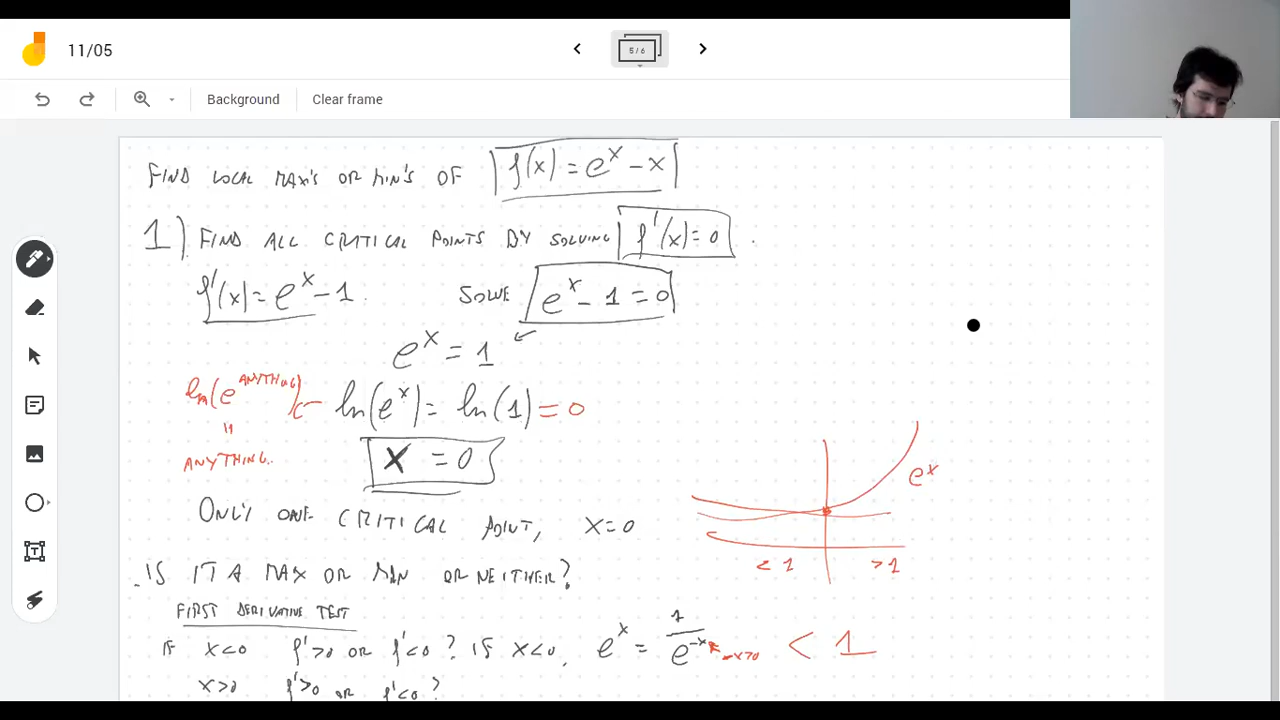 11/05
5 / 6
Background
Clear frame
FIND LOCAL MAX'S OR MIN'S OF f(x) = e^x - x
1) FIND ALL CRITICAL POINTS BY SOLVING f'(x) = 0.
f'(x) = e^x - 1. SOLVE e^x - 1 = 0
e^x = 1
ln(e^ANYTHING)
ln(e^x) = ln(1) = 0
"
ANYTHING.
X = 0
e^x
ONLY ONE CRITICAL POINT, X=0
< 1 > 1
.IS IT A MAX OR MIN OR NEITHER?
FIRST DERIVATIVE TEST
IF X<0 f'>0 OR f'<0? IF X<0, e^x = 1/e^-x -x>0 < 1
X>0 f'>0 OR f'<0?